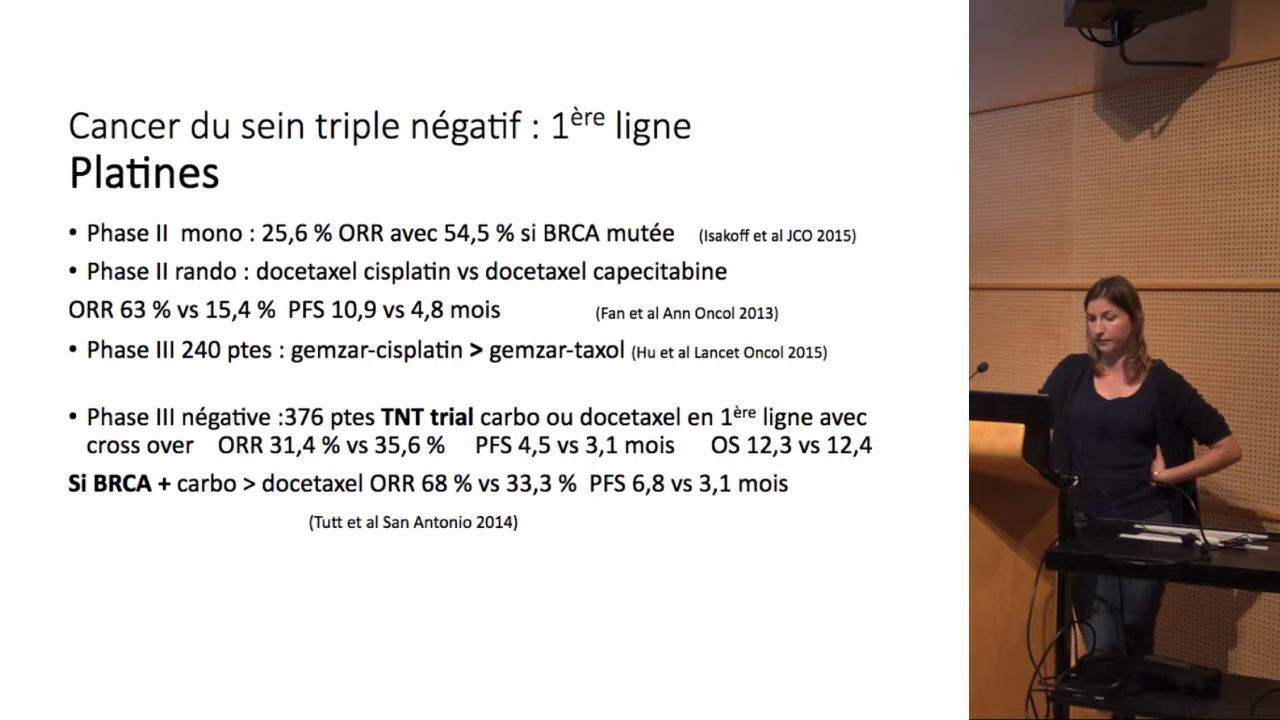 Cancer du sein triple négatif : 1ère ligne
Platines
• Phase II mono : 25,6 % ORR avec 54,5 % si BRCA mutée (Isakoff et al JCO 2015)
• Phase II rando : docetaxel cisplatin vs docetaxel capecitabine
ORR 63 % vs 15,4 % PFS 10,9 vs 4,8 mois (Fan et al Ann Oncol 2013)
• Phase III 240 ptes : gemzar-cisplatin > gemzar-taxol (Hu et al Lancet Oncol 2015)
• Phase III négative :376 ptes TNT trial carbo ou docetaxel en 1ère ligne avec
cross over ORR 31,4 % vs 35,6 % PFS 4,5 vs 3,1 mois OS 12,3 vs 12,4
Si BRCA + carbo > docetaxel ORR 68 % vs 33,3 % PFS 6,8 vs 3,1 mois
(Tutt et al San Antonio 2014)